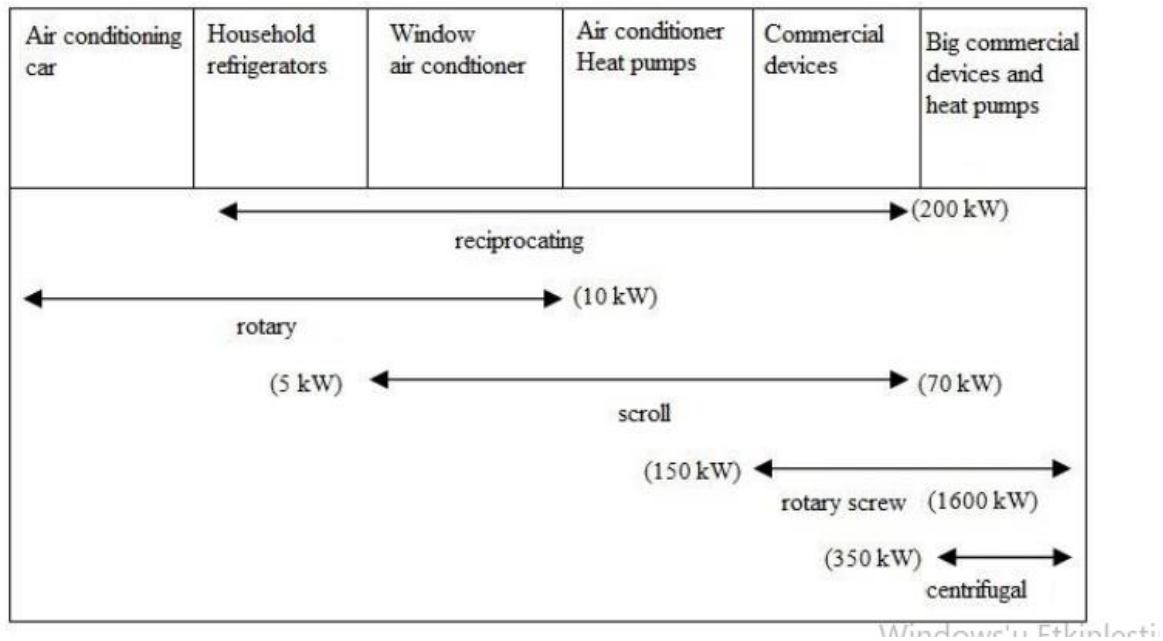 Air conditioning
car
Household
refrigerators
Window
air condtioner
Air conditioner
Heat pumps
Commercial
devices
Big commercial
devices and
heat pumps
(200 kW)
reciprocating
(10 kW)
rotary
(5 kW)
(70 kW)
scroll
(150 kW)
rotary screw (1600 kW)
(350 kW)
centrifugal